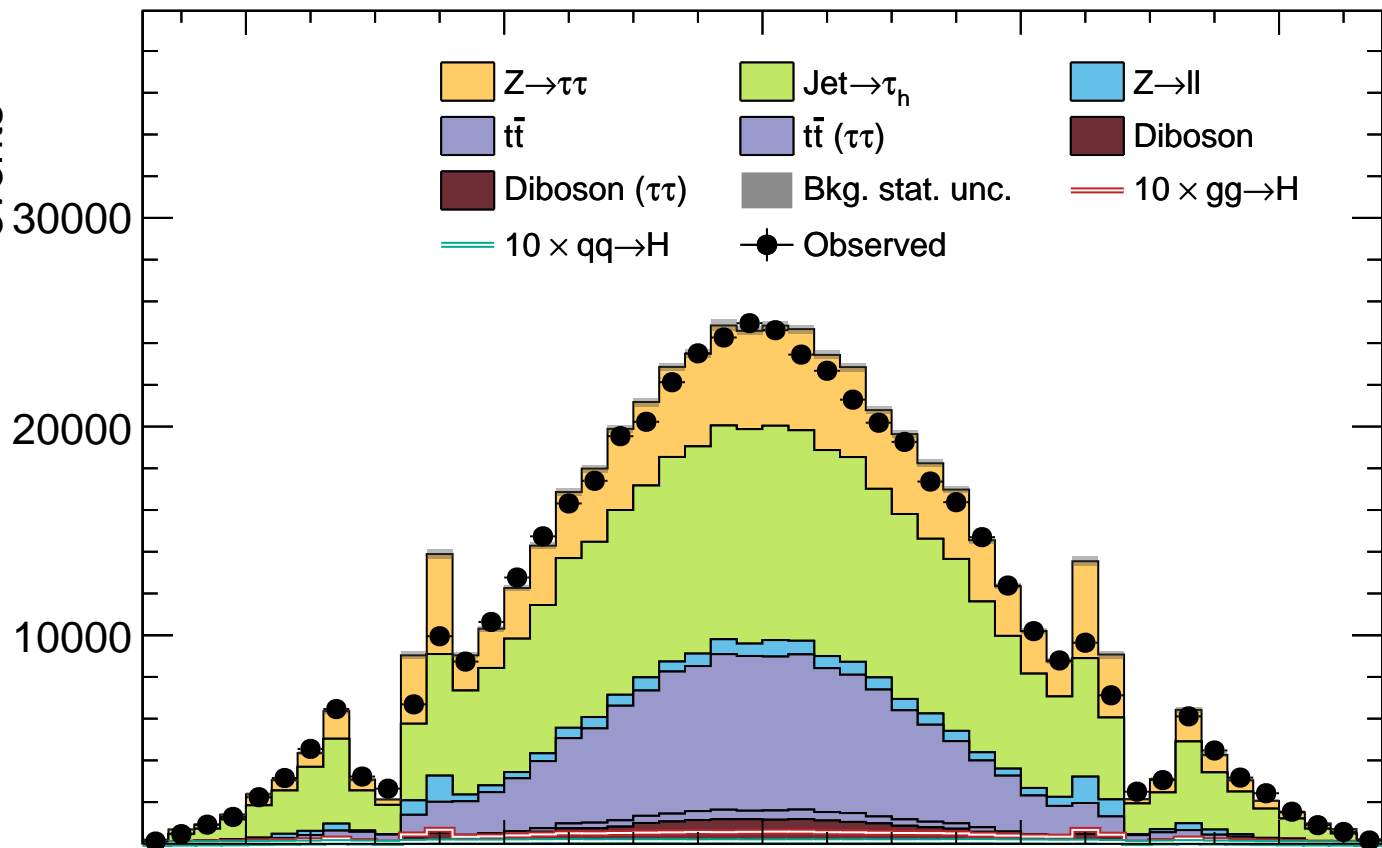 Z→ττ Jet→τh Z→ll
tt̄ tt̄ (ττ) Diboson
Diboson (ττ) Bkg. stat. unc. 10 × gg→H
10 × qq→H Observed
30000
20000
10000